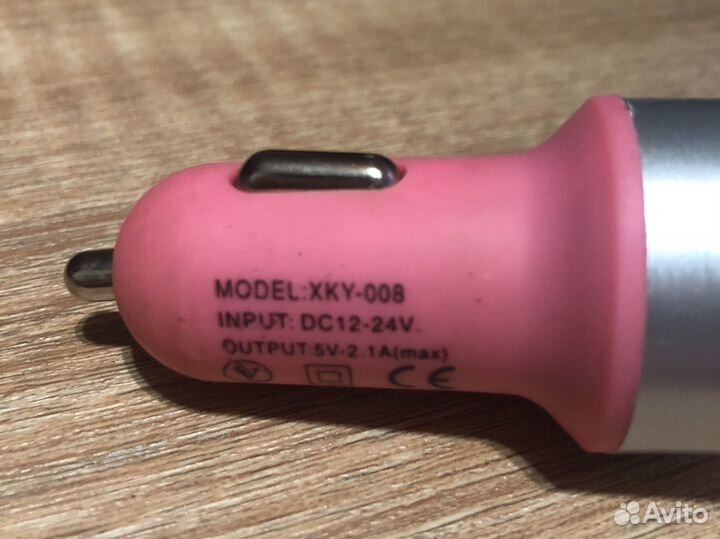 MODEL:XKY-008
INPUT: DC12-24V
OUTPUT:5V-2.1A(max)
CE
Avito